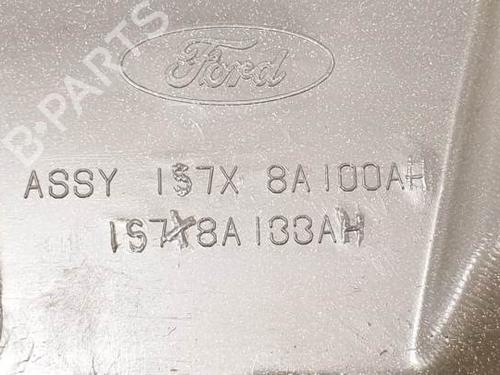 B-PARTS
Ford
ASSY 1S7X 8A100AH
1S7X8A133AH